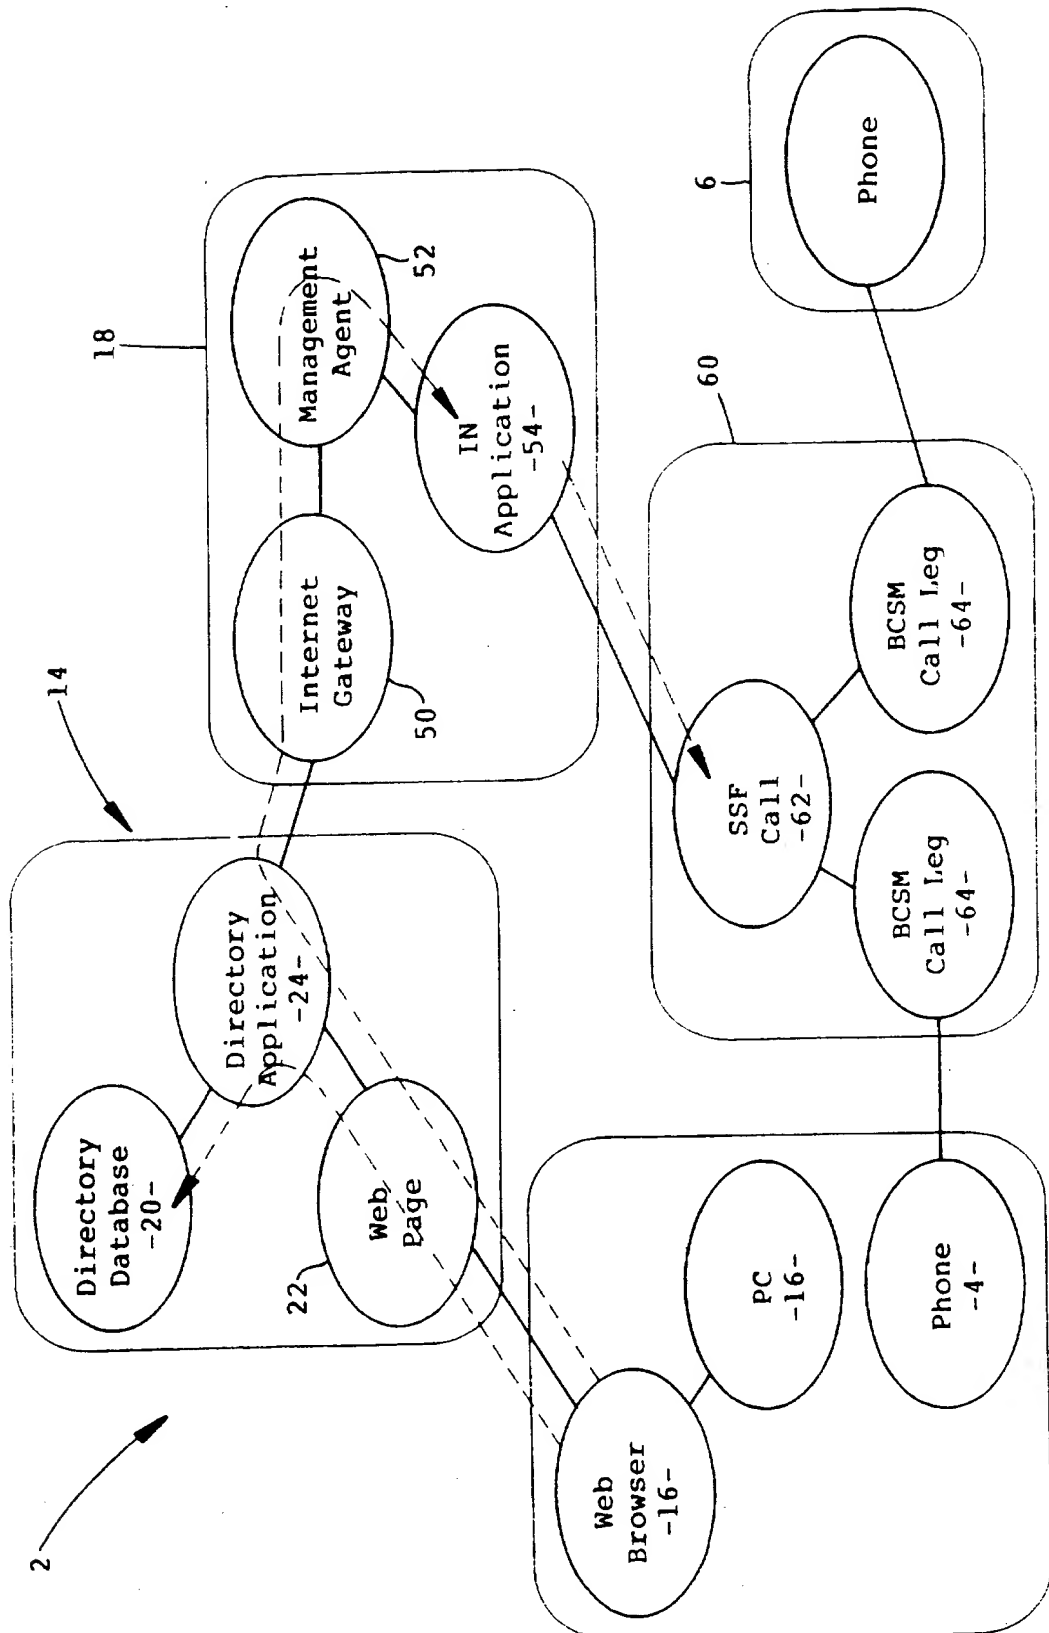 2
14
18
Directory
Database
-20-
Directory
Application
-24-
Internet
Gateway
50
Management
Agent
52
22
Web
Page
IN
Application
-54-
6
60
Web
Browser
-16-
PC
-16-
Phone
-4-
SSF
Call
-62-
BCSM
Call Leg
-64-
BCSM
Call Leg
-64-
Phone